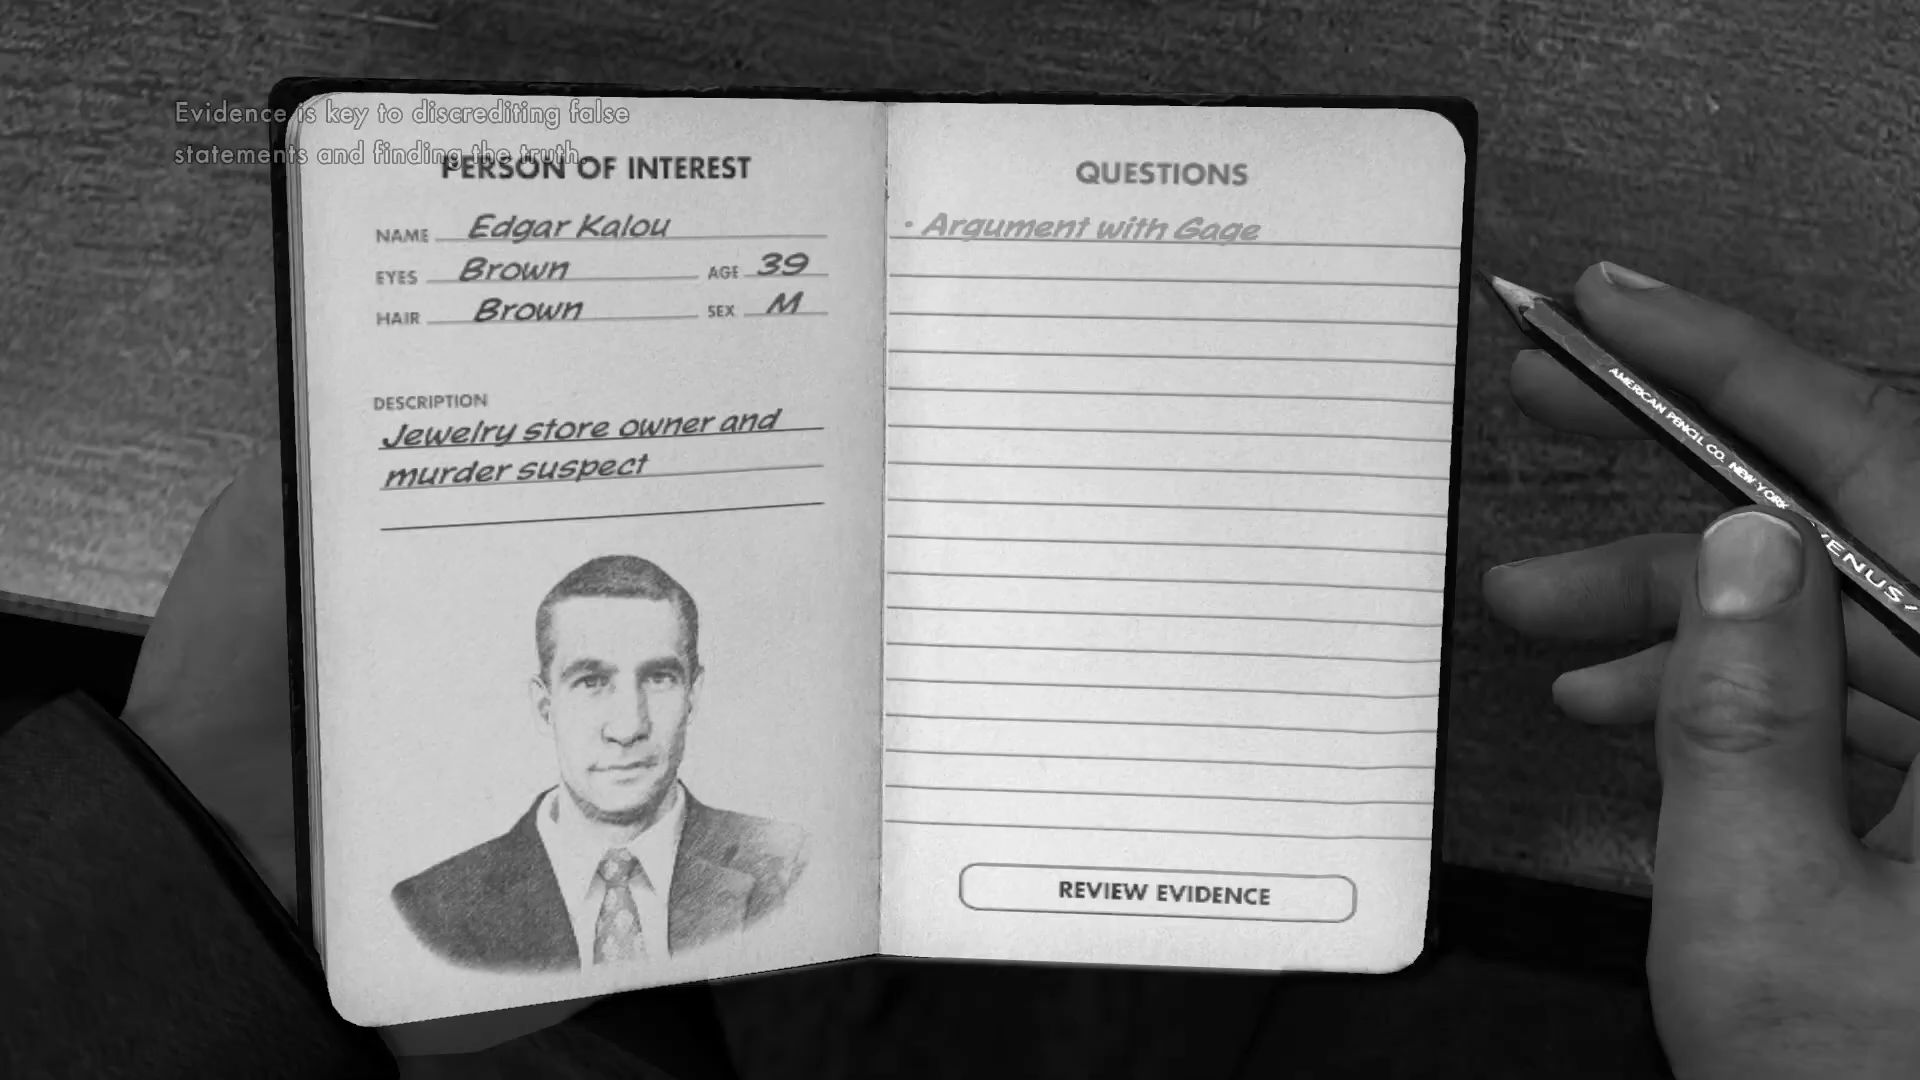 Evidence is key to discrediting false
statements and finding the truth.
PERSON OF INTEREST
NAME Edgar Kalou
EYES Brown AGE 39
HAIR Brown SEX M
DESCRIPTION
Jewelry store owner and
murder suspect
QUESTIONS
• Argument with Gage
REVIEW EVIDENCE
AMERICAN PENCIL CO. NEW YORK
VENUS